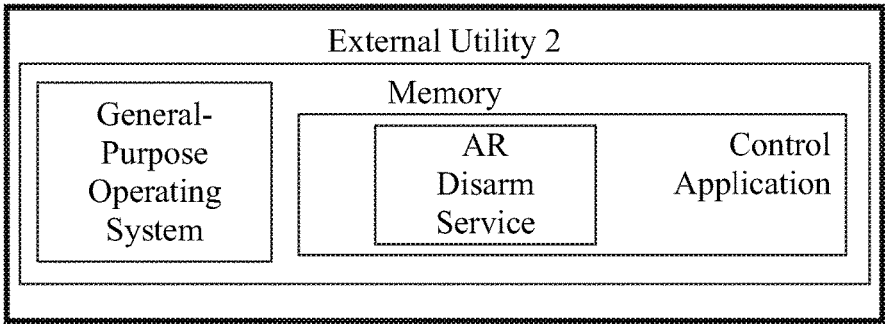 External Utility 2
Memory
General-
Purpose
Operating
System
AR
Disarm
Service
Control
Application